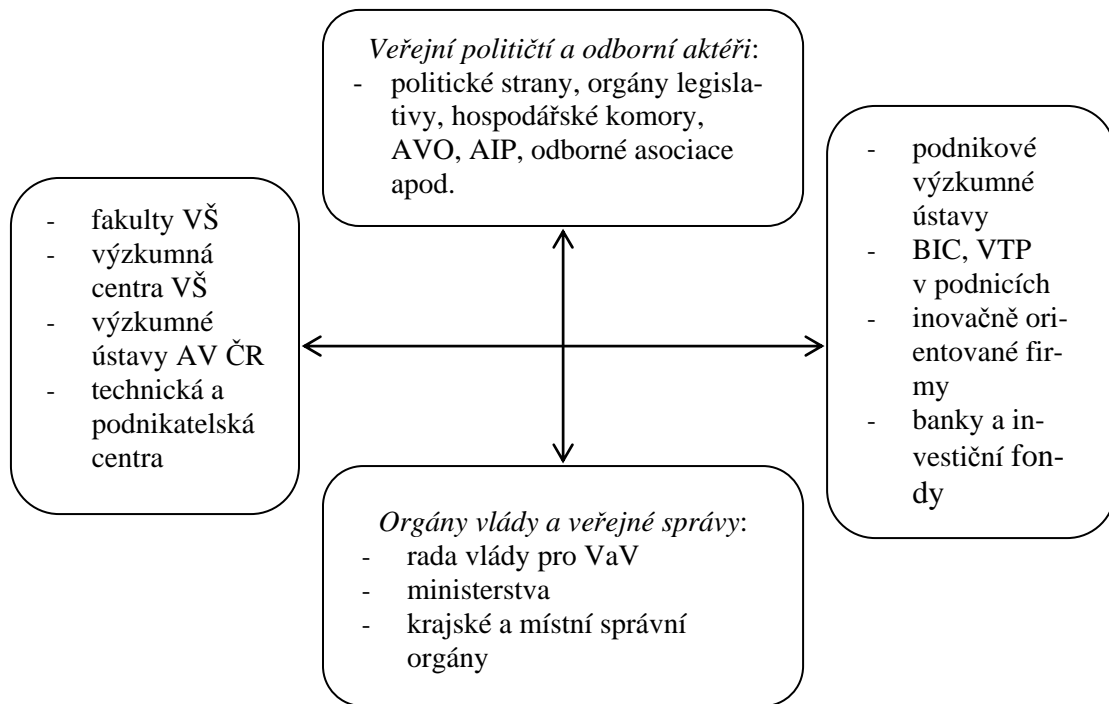 Veřejní političtí a odborní aktéři:
- politické strany, orgány legisla-
tivy, hospodářské komory,
AVO, AIP, odborné asociace
apod.
- fakulty VŠ
- výzkumná
centra VŠ
- výzkumné
ústavy AV ČR
- technická a
podnikatelská
centra
- podnikové
výzkumné
ústavy
- BIC, VTP
v podnicích
- inovačně ori-
entované fir-
my
- banky a in-
vestiční fon-
dy
Orgány vlády a veřejné správy:
- rada vlády pro VaV
- ministerstva
- krajské a místní správní
orgány